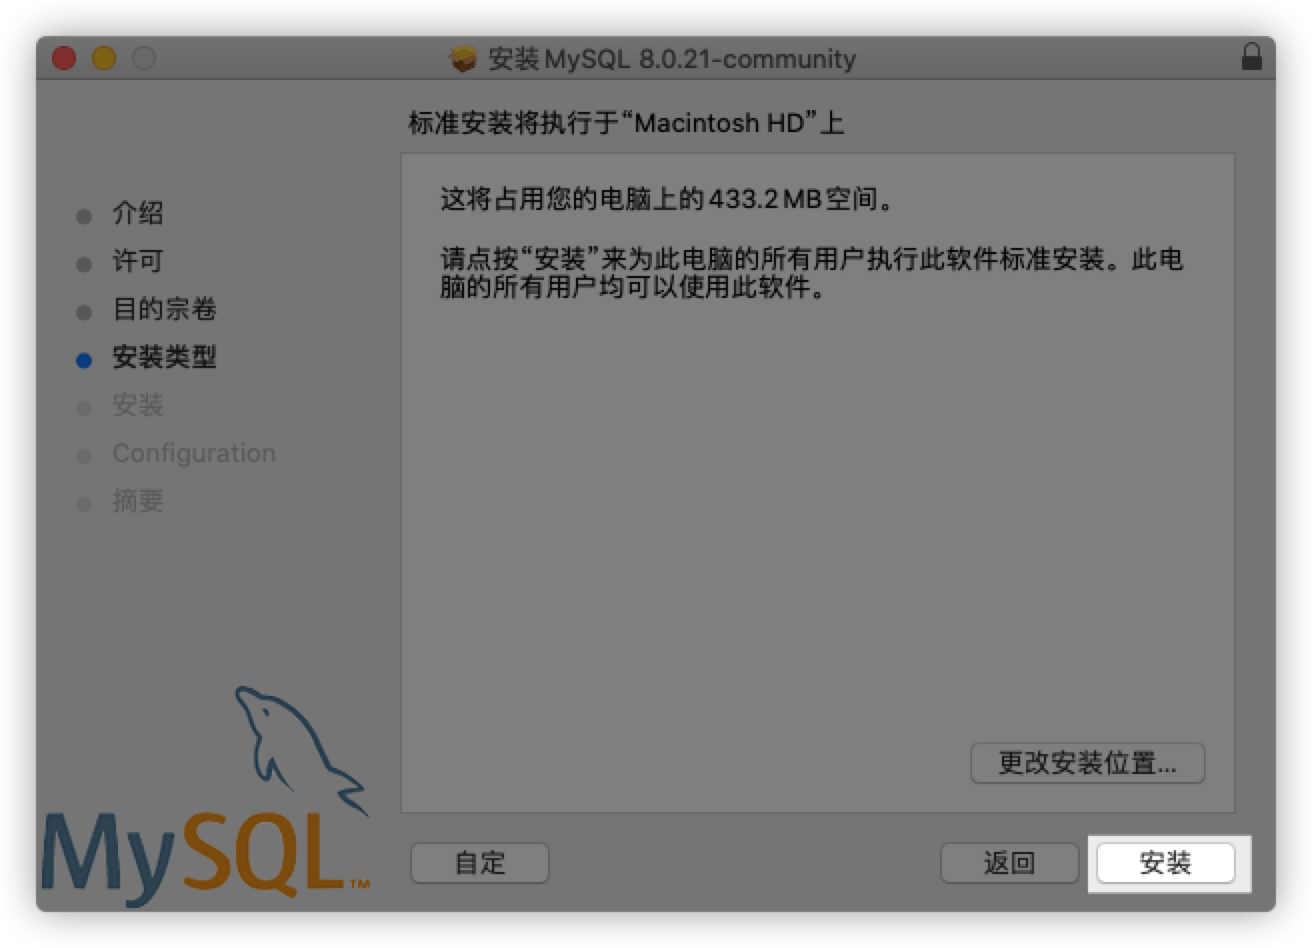 安装 MySQL 8.0.21-community
标准安装将执行于“Macintosh HD”上
介绍
许可
目的宗卷
安装类型
安装
Configuration
摘要
这将占用您的电脑上的 433.2 MB 空间。
请点按“安装”来为此电脑的所有用户执行此软件标准安装。此电
脑的所有用户均可以使用此软件。
更改安装位置...
MySQL™
自定
返回
安装